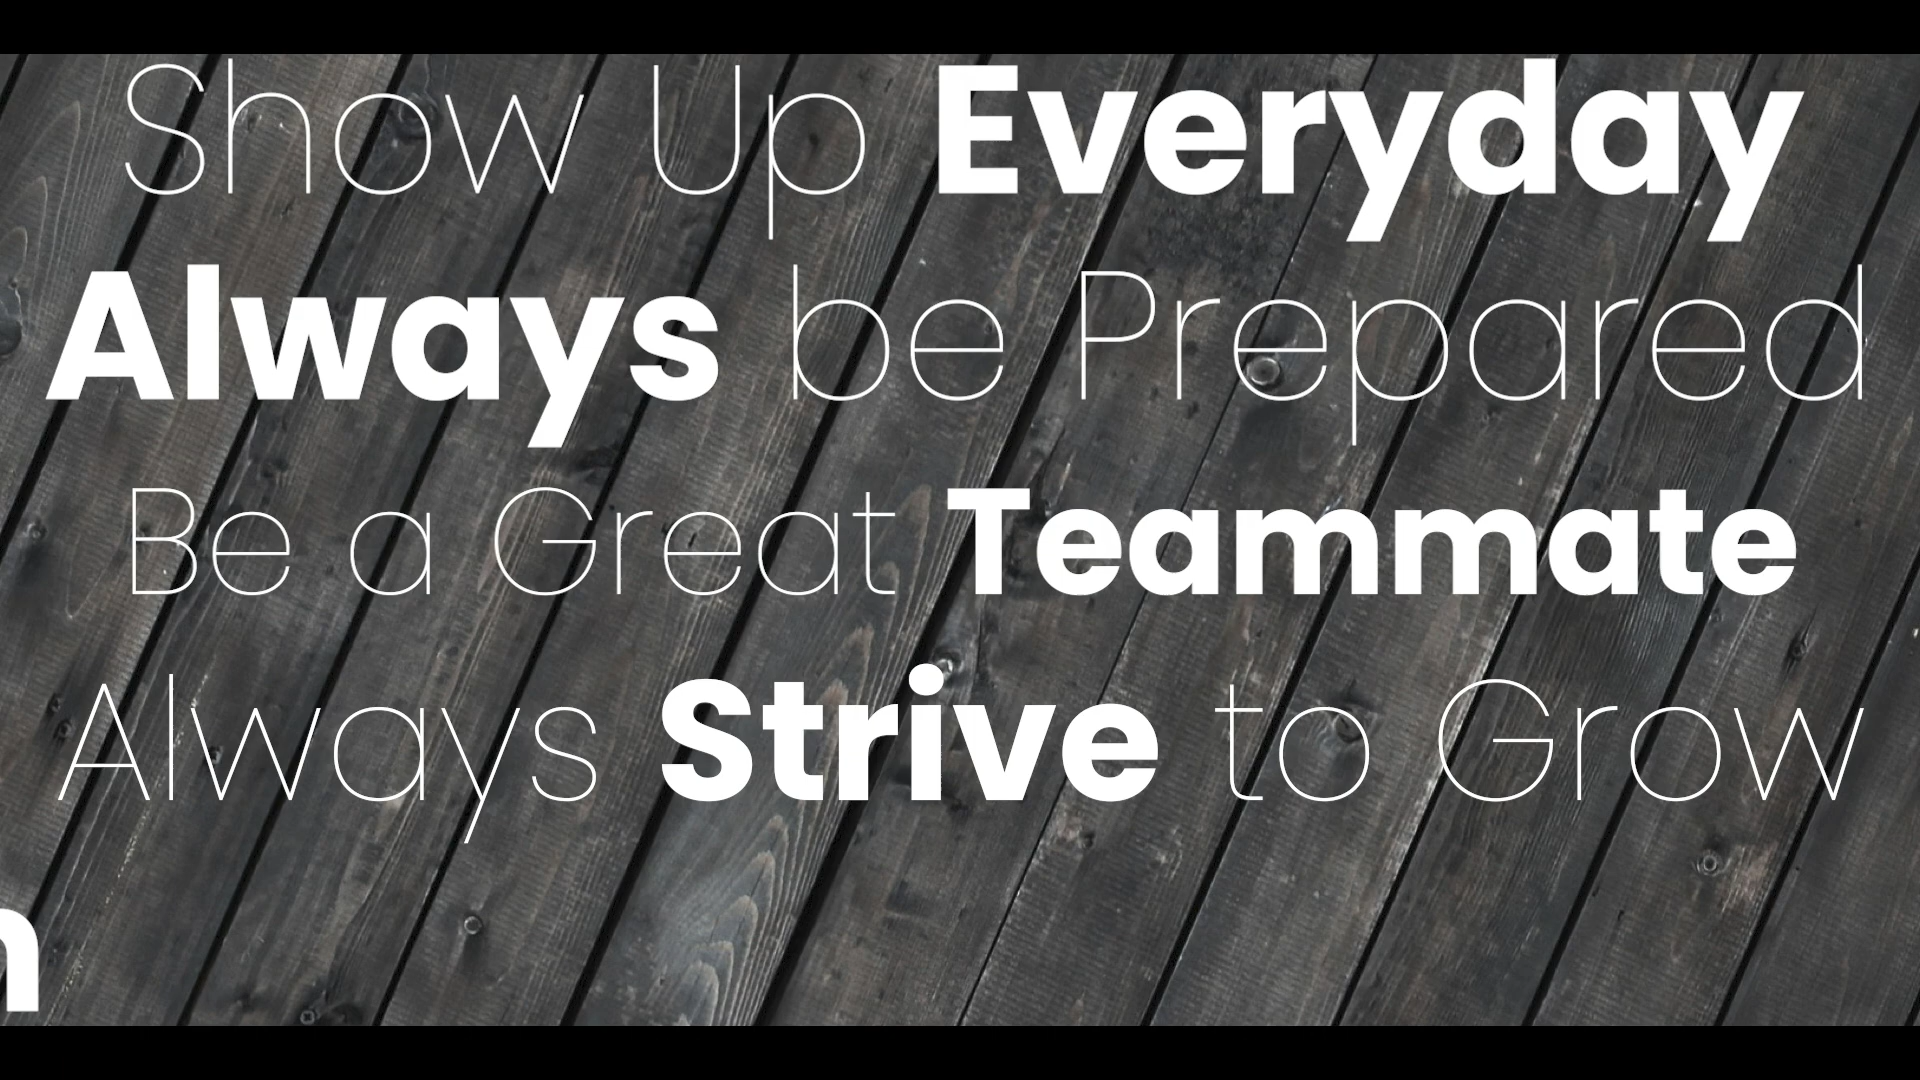 Show Up Everyday
Always be Prepared
Be a Great Teammate
Always Strive to Grow